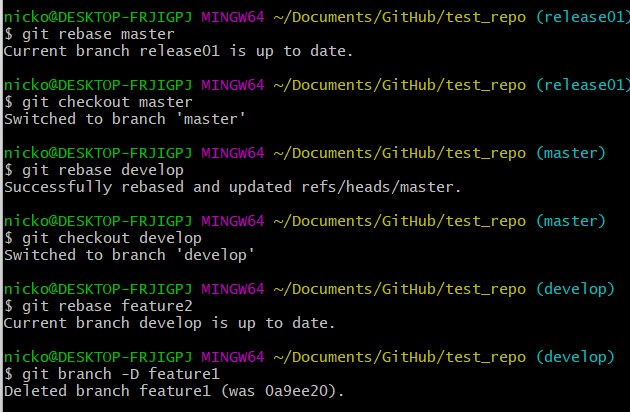 nicko@DESKTOP-FRJIGPJ MINGW64 ~/Documents/GitHub/test_repo (release01)
$ git rebase master
Current branch release01 is up to date.
nicko@DESKTOP-FRJIGPJ MINGW64 ~/Documents/GitHub/test_repo (release01)
$ git checkout master
Switched to branch 'master'
nicko@DESKTOP-FRJIGPJ MINGW64 ~/Documents/GitHub/test_repo (master)
$ git rebase develop
Successfully rebased and updated refs/heads/master.
nicko@DESKTOP-FRJIGPJ MINGW64 ~/Documents/GitHub/test_repo (master)
$ git checkout develop
Switched to branch 'develop'
nicko@DESKTOP-FRJIGPJ MINGW64 ~/Documents/GitHub/test_repo (develop)
$ git rebase feature2
Current branch develop is up to date.
nicko@DESKTOP-FRJIGPJ MINGW64 ~/Documents/GitHub/test_repo (develop)
$ git branch -D feature1
Deleted branch feature1 (was 0a9ee20).